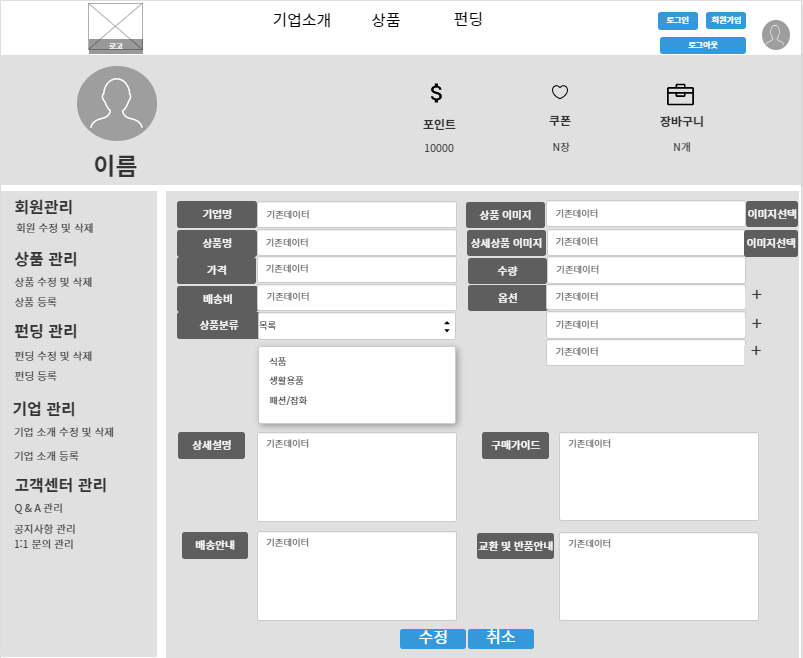 로고
기업소개 상품 펀딩
로그인 회원가입
로그아웃
이름
$
포인트 쿠폰 장바구니
10000 N장 N개
회원관리
회원 수정 및 삭제
상품 관리
상품 수정 및 삭제
상품 등록
펀딩 관리
펀딩 수정 및 삭제
펀딩 등록
기업 관리
기업 소개 수정 및 삭제
기업 소개 등록
고객센터 관리
Q & A 관리
공지사항 관리
1:1 문의 관리
기업명 기존데이터 상품 이미지 기존데이터 이미지선택
상품명 기존데이터 상세상품 이미지 기존데이터 이미지선택
가격 기존데이터 수량 기존데이터
배송비 기존데이터 옵션 기존데이터 +
상품분류 목록 기존데이터 +
기존데이터 +
식품
생활용품
패션/잡화
상세설명 기존데이터 구매가이드 기존데이터
배송안내 기존데이터 교환 및 반품안내 기존데이터
수정 취소